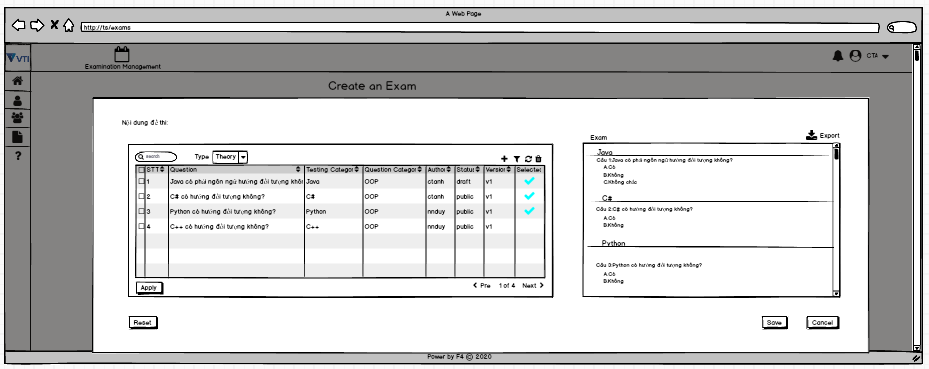 A Web Page
http://ts/exams
VTI
Examination Management
CTA
Create an Exam
Nội dung đề thi:
search
Type
Theory
STT Question Testing Categor Question Categor Author Status Version Selected
1 Java có phải ngôn ngữ hướng đối tượng khôn Java OOP ctanh draft v1
2 C# có hướng đối tượng không? C# OOP ctanh public v1
3 Python có hướng đối tượng không? Python OOP nnduy public v1
4 C++ có hướng đối tượng không? C++ OOP nnduy public v1
Apply
Pre 1 of 4 Next
Exam
Export
Java
Câu 1:Java có phải ngôn ngữ hướng đối tượng không?
A.Có
B.Không
C.Không chắc
C#
Câu 2:C# có hướng đối tượng không?
A.Có
B.Không
Python
Câu 3:Python có hướng đối tượng không?
A.Có
B.Không
Reset
Save
Cancel
Power by F4 © 2020
?